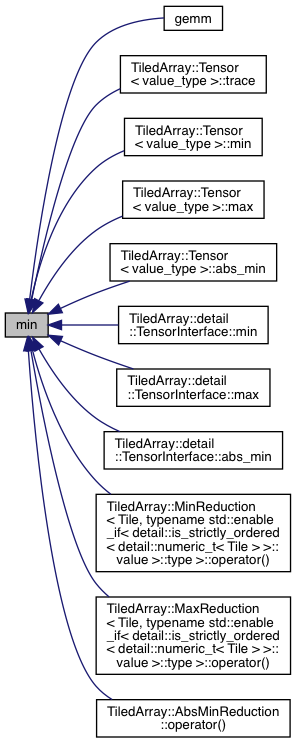 gemm
TiledArray::Tensor
< value_type >::trace
TiledArray::Tensor
< value_type >::min
TiledArray::Tensor
< value_type >::max
TiledArray::Tensor
< value_type >::abs_min
min
TiledArray::detail
::TensorInterface::min
TiledArray::detail
::TensorInterface::max
TiledArray::detail
::TensorInterface::abs_min
TiledArray::MinReduction
< Tile, typename std::enable
_if< detail::is_strictly_ordered
< detail::numeric_t< Tile > >::
value >::type >::operator()
TiledArray::MaxReduction
< Tile, typename std::enable
_if< detail::is_strictly_ordered
< detail::numeric_t< Tile > >::
value >::type >::operator()
TiledArray::AbsMinReduction
::operator()